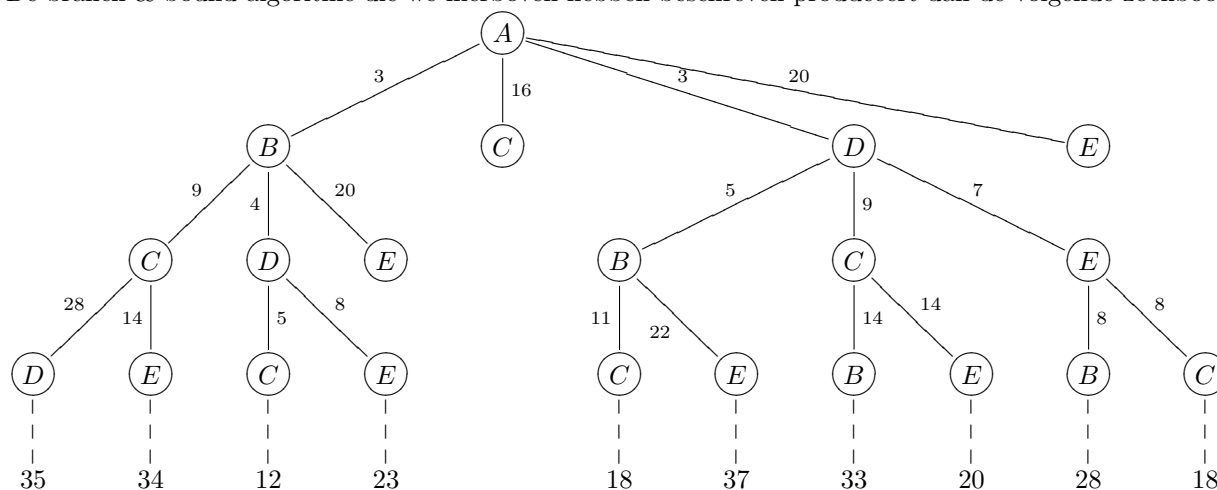 De branch & bound algoritme die we hierboven hebben beschreven produceert dan de volgende
A
3 16 3 20
B C D E
9 4 20 5 9 7
C D E B C E
28 14 5 8 11 22 14 14 8 8
D E C E C E B E B C
35 34 12 23 18 37 33 20 28 18